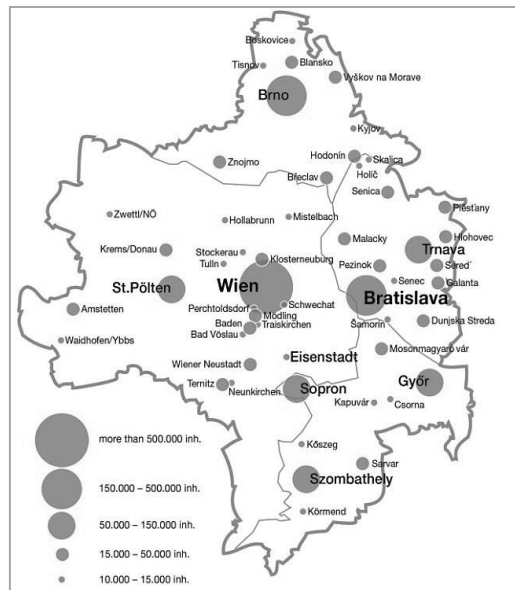 Boskovice
Tisnov
Blansko
Vyškov na Morave
Brno
Kyjov
Znojmo
Hodonín
Skalica
Holíč
Břeclav
Senica
Zwettl/NÖ
Hollabrunn
Mistelbach
Piešťany
Krems/Donau
Malacky
Hlohovec
Trnava
Stockerau
Klosterneuburg
Tulln
Pezinok
Sereď
St.Pölten
Wien
Senec
Galanta
Bratislava
Amstetten
Perchtoldsdorf
Schwechat
Mödling
Samorin
Dunjska Streda
Baden
Traiskirchen
Bad Vöslau
Waidhofen/Ybbs
Mosonmagyaro vár
Eisenstadt
Wiener Neustadt
Ternitz
Neunkirchen
Sopron
Győr
Kapuvár
Csorna
more than 500.000 inh.
Kőszeg
Sarvar
150.000 – 500.000 inh.
Szombathely
50.000 – 150.000 inh.
Körmend
15.000 – 50.000 inh.
10.000 – 15.000 inh.